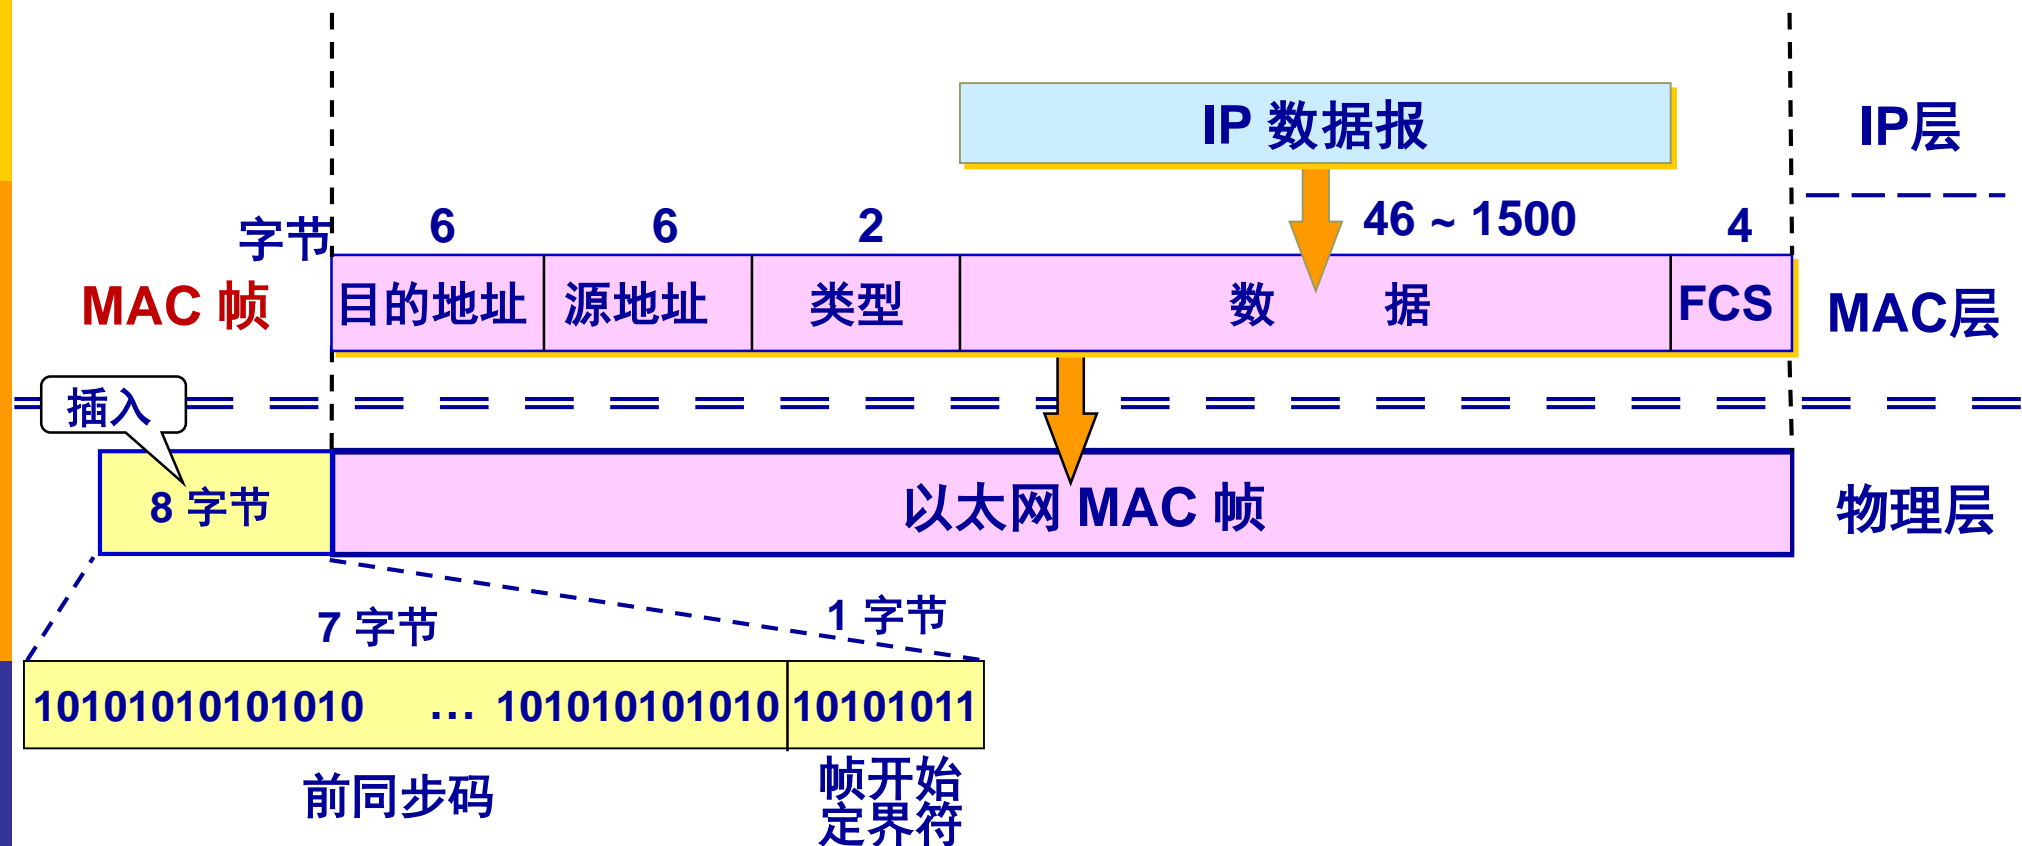 IP 数据报
IP层
字节
6
6
2
46 ~ 1500
4
MAC 帧
目的地址
源地址
类型
数 据
FCS
MAC层
插入
8 字节
以太网 MAC 帧
物理层
7 字节
1 字节
10101010101010 … 101010101010
10101011
前同步码
帧开始
定界符